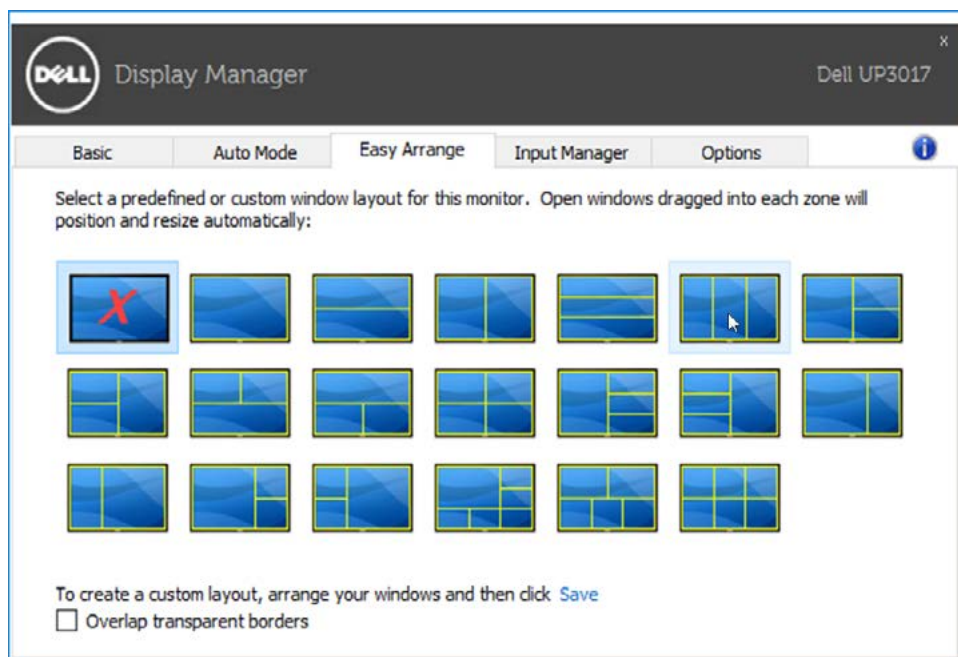 DELL Display Manager
x
Dell UP3017
Basic
Auto Mode
Easy Arrange
Input Manager
Options
i
Select a predefined or custom window layout for this monitor. Open windows dragged into each zone will
position and resize automatically:
X
To create a custom layout, arrange your windows and then click Save
Overlap transparent borders